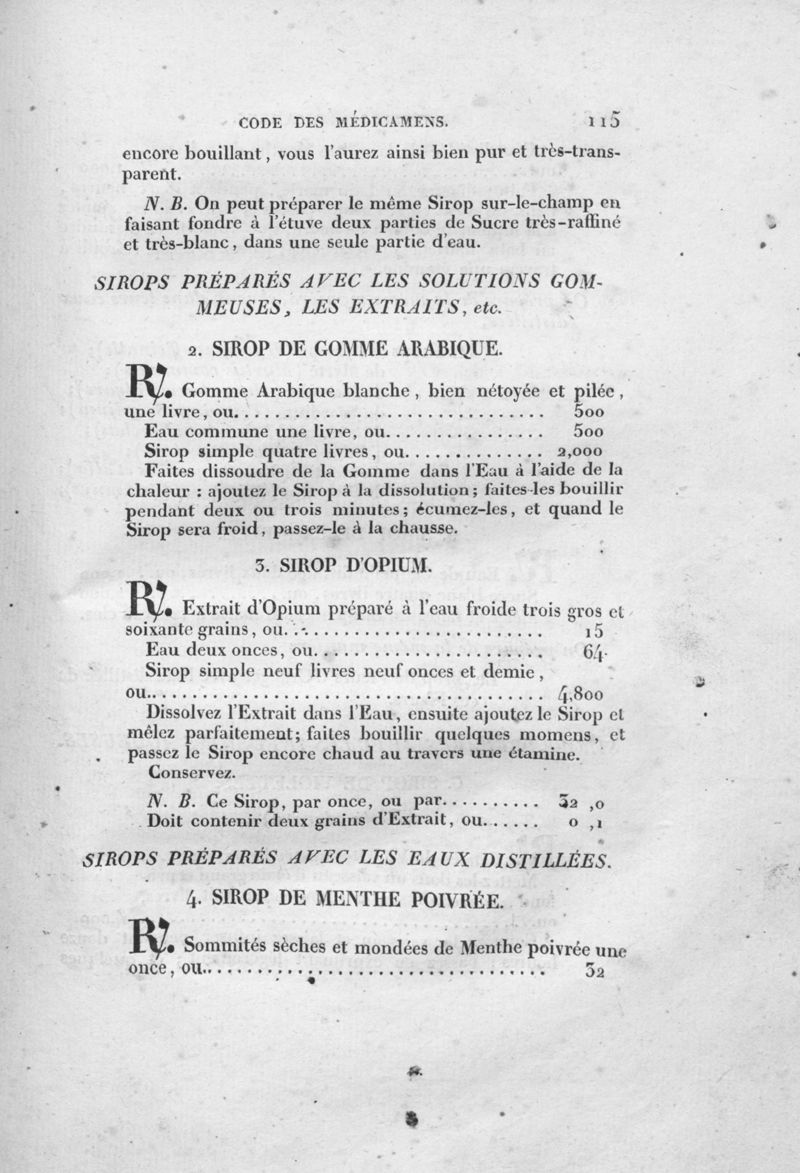 CODE DES MÉDICAMENS. 115
encore bouillant, vous l'aurez ainsi bien pur et très-trans-
parent.
N. B. On peut préparer le même Sirop sur-le-champ en
faisant fondre à l'étuve deux parties de Sucre très-raffiné
et très-blanc, dans une seule partie d'eau.
SIROPS PRÉPARÉS AVEC LES SOLUTIONS GOM-
MEUSES, LES EXTRAITS, etc.
2. SIROP DE GOMME ARABIQUE.
℞. Gomme Arabique blanche, bien nétoyée et pilée,
une livre, ou. . . . . . . . . . . . . . . . . . . . . . . . . . . . . . 500
Eau commune une livre, ou. . . . . . . . . . . . . . . . 500
Sirop simple quatre livres, ou. . . . . . . . . . . . . . 2,000
Faites dissoudre de la Gomme dans l'Eau à l'aide de la
chaleur : ajoutez le Sirop à la dissolution; faites-les bouillir
pendant deux ou trois minutes; écumez-les, et quand le
Sirop sera froid, passez-le à la chausse.
3. SIROP D'OPIUM.
℞. Extrait d'Opium préparé à l'eau froide trois gros et
soixante grains, ou. . . . . . . . . . . . . . . . . . . . . . . . . 15
Eau deux onces, ou. . . . . . . . . . . . . . . . . . . . . . . 64
Sirop simple neuf livres neuf onces et demie,
ou. . . . . . . . . . . . . . . . . . . . . . . . . . . . . . . . . . . . . . 4,800
Dissolvez l'Extrait dans l'Eau, ensuite ajoutez le Sirop et
mêlez parfaitement; faites bouillir quelques momens, et
passez le Sirop encore chaud au travers une étamine.
Conservez.
N. B. Ce Sirop, par once, ou par. . . . . . . . . . 32 ,0
Doit contenir deux grains d'Extrait, ou. . . . . . 0 ,1
SIROPS PRÉPARÉS AVEC LES EAUX DISTILLÉES.
4. SIROP DE MENTHE POIVRÉE.
℞. Sommités sèches et mondées de Menthe poivrée une
once, ou. . . . . . . . . . . . . . . . . . . . . . . . . . . . . . . . . . 32